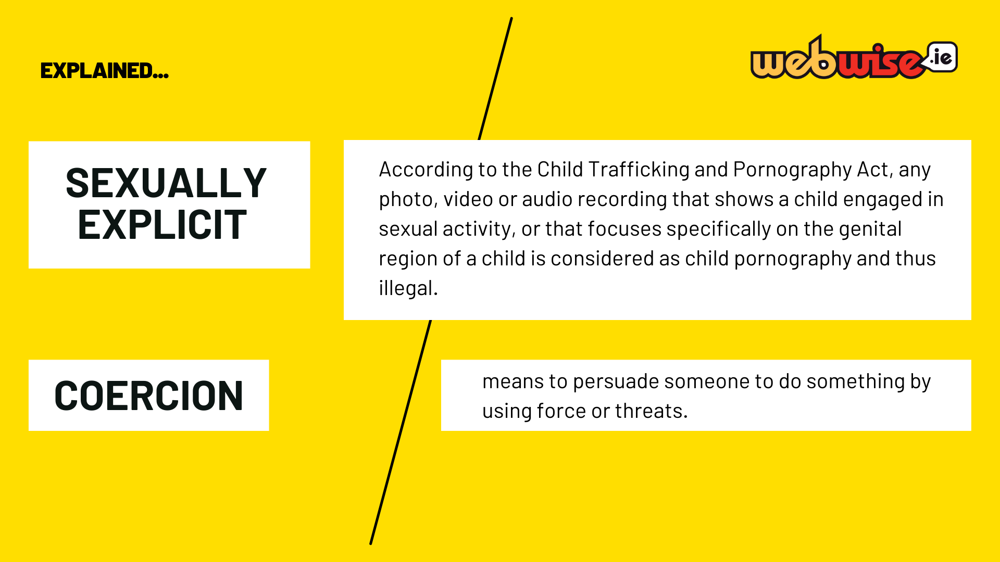 EXPLAINED...
webwise.ie
SEXUALLY
EXPLICIT
According to the Child Trafficking and Pornography Act, any
photo, video or audio recording that shows a child engaged in
sexual activity, or that focuses specifically on the genital
region of a child is considered as child pornography and thus
illegal.
COERCION
means to persuade someone to do something by
using force or threats.